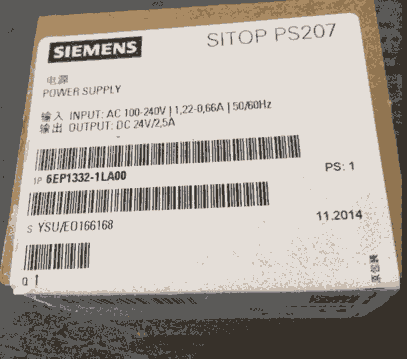 SIEMENS
SITOP PS207
电源
POWER SUPPLY
输入 INPUT: AC 100-240V | 1,22-0,66A | 50/60Hz
输出 OUTPUT: DC 24V/2,5A
1P 6EP1332-1LA00
PS: 1
S YSU/E0166168
11.2014
Q 1